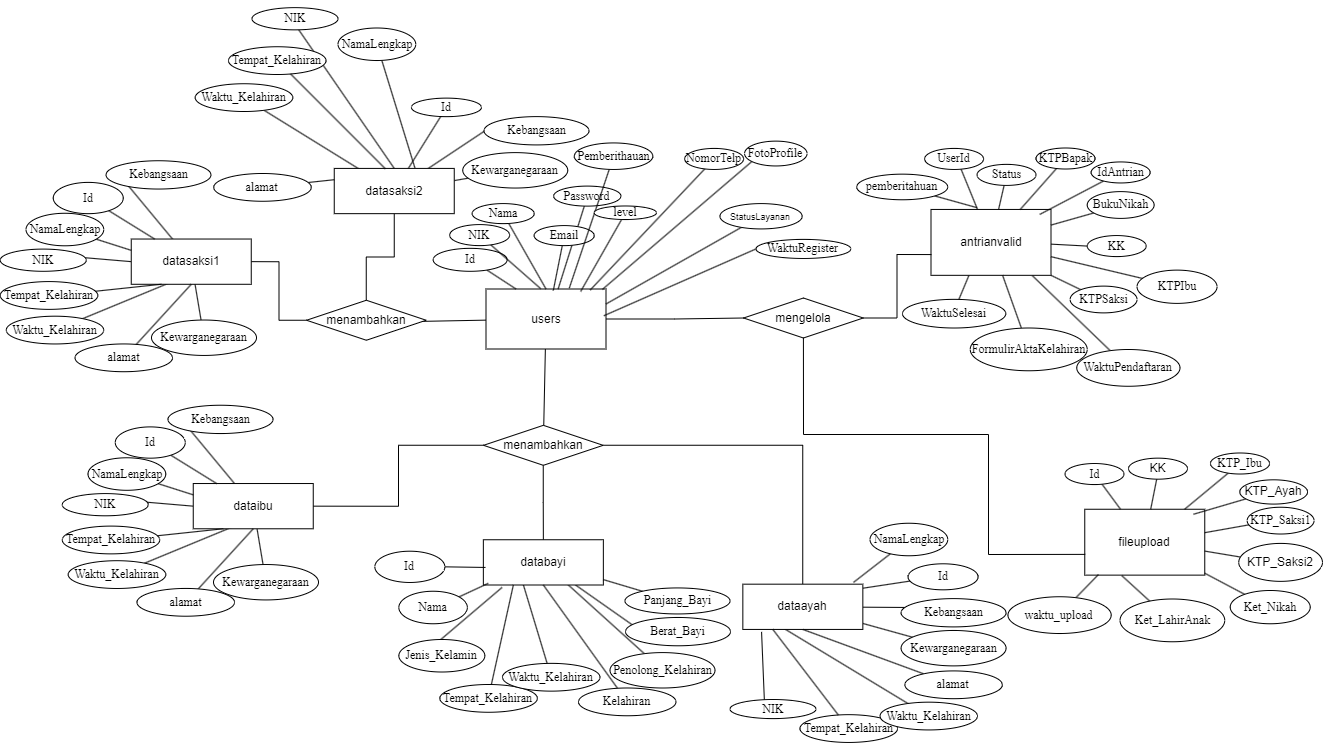 NIK
NamaLengkap
Tempat_Kelahiran
Waktu_Kelahiran
Id
Kebangsaan
Kewarganegaraan
alamat
datasaksi2
Kebangsaan
Id
NamaLengkap
NIK
Tempat_Kelahiran
Waktu_Kelahiran
alamat
Kewarganegaraan
datasaksi1
menambahkan
Pemberithauan
NomorTelp
FotoProfile
Password
level
Nama
Email
NIK
Id
StatusLayanan
WaktuRegister
users
mengelola
UserId
KTPBapak
Status
IdAntrian
pemberitahuan
BukuNikah
antrianvalid
KK
KTPIbu
KTPSaksi
WaktuSelesai
FormulirAktaKelahiran
WaktuPendaftaran
Kebangsaan
Id
NamaLengkap
NIK
Tempat_Kelahiran
Waktu_Kelahiran
alamat
Kewarganegaraan
dataibu
menambahkan
databayi
Id
Nama
Jenis_Kelamin
Tempat_Kelahiran
Waktu_Kelahiran
Kelahiran
Penolong_Kelahiran
Berat_Bayi
Panjang_Bayi
NamaLengkap
Id
Kebangsaan
dataayah
Kewarganegaraan
alamat
Waktu_Kelahiran
Tempat_Kelahiran
NIK
Id
KK
KTP_Ibu
KTP_Ayah
KTP_Saksi1
fileupload
KTP_Saksi2
Ket_Nikah
Ket_LahirAnak
waktu_upload